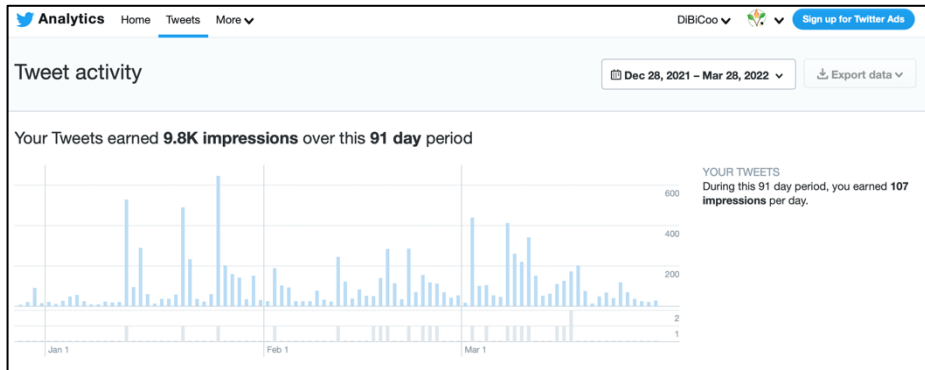 Analytics Home Tweets More DiBiCoo Sign up for Twitter Ads
Tweet activity Dec 28, 2021 – Mar 28, 2022 Export data
Your Tweets earned 9.8K impressions over this 91 day period
YOUR TWEETS
During this 91 day period, you earned 107
impressions per day.
600
400
200
2
1
Jan 1 Feb 1 Mar 1